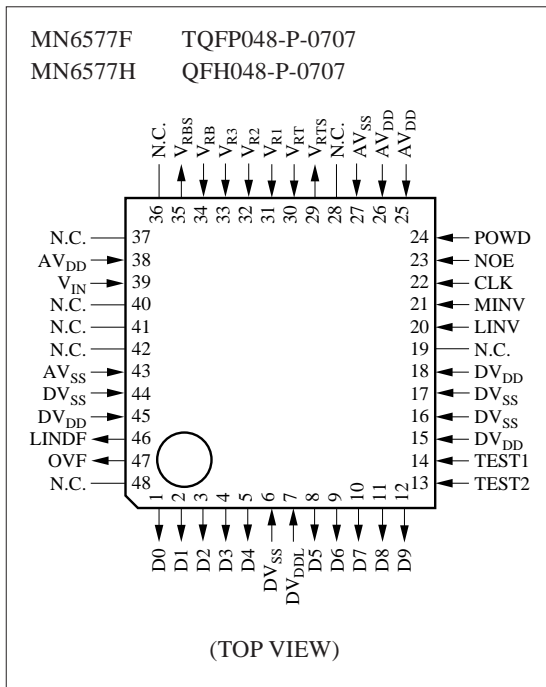 MN6577F TQFP048-P-0707
MN6577H QFH048-P-0707
N.C. VRBS VRB VR3 VR2 VR1 VRT VRTS N.C. AVSS AVDD AVDD
36 35 34 33 32 31 30 29 28 27 26 25
N.C. 37 24 POWD
AVDD 38 23 NOE
VIN 39 22 CLK
N.C. 40 21 MINV
N.C. 41 20 LINV
N.C. 42 19 N.C.
AVSS 43 18 DVDD
DVSS 44 17 DVSS
DVDD 45 16 DVSS
LINDF 46 15 DVDD
OVF 47 14 TEST1
N.C. 48 13 TEST2
1 2 3 4 5 6 7 8 9 10 11 12
D0 D1 D2 D3 D4 DVSS DVDDL D5 D6 D7 D8 D9
(TOP VIEW)